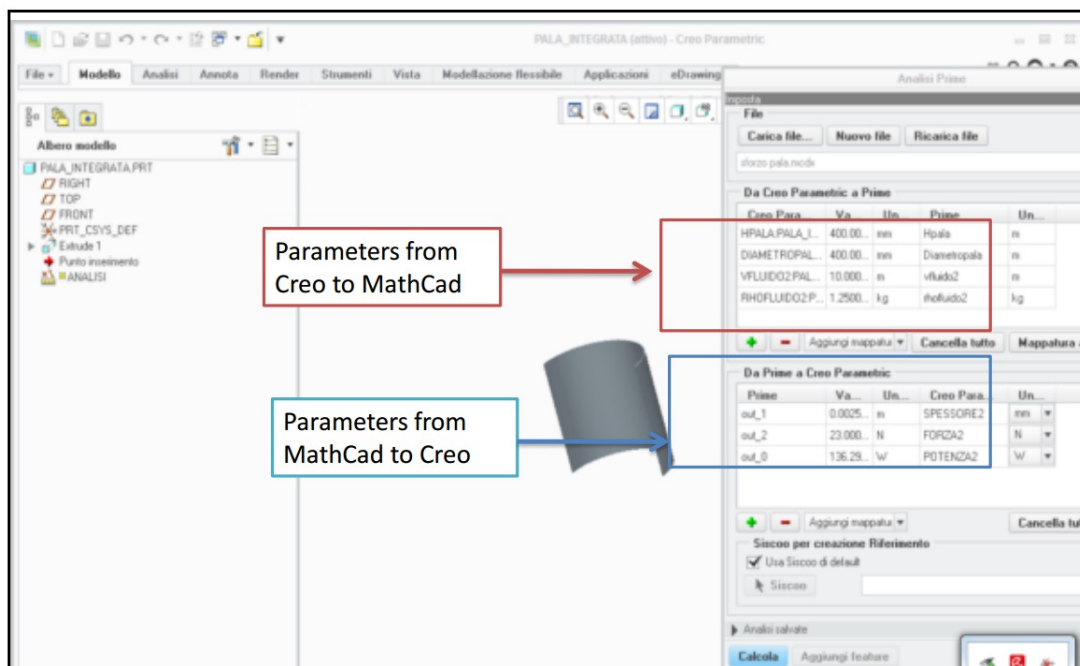 PALA_INTEGRATA (attivo) - Creo Parametric
File Modello Analisi Annota Render Strumenti Vista Modellazione flessibile Applicazioni eDrawing
Analisi Prime
Imposta
File
Carica file... Nuovo file Ricarica file
sforzo pala.mcdx
Albero modello
PALA_INTEGRATA.PRT
RIGHT
TOP
FRONT
PRT_CSYS_DEF
Extrude 1
Punto inserimento
ANALISI
Parameters from
Creo to MathCad
Da Creo Parametric a Prime
Creo Para... Va... Un... Prime Un...
HPALA:PALA_I... 400.00... mm Hpala m
DIAMETROPAL... 400.00... mm Diametropala m
VFLUIDO2:PAL... 10.000... m vfluido2 m
RHOFLUIDO2:P... 1.2500... kg rhofluido2 kg
Aggiungi mappatu Cancella tutto Mappatura
Parameters from
MathCad to Creo
Da Prime a Creo Parametric
Prime Va... Un... Creo Para... Un...
out_1 0.0025... m SPESSORE2 mm
out_2 23.000... N FORZA2 N
out_0 136.29... W POTENZA2 W
Aggiungi mappatu Cancella tut
Siscoo per creazione Riferimento
Usa Siscoo di default
Siscoo
Analisi salvate
Calcola Aggiungi feature